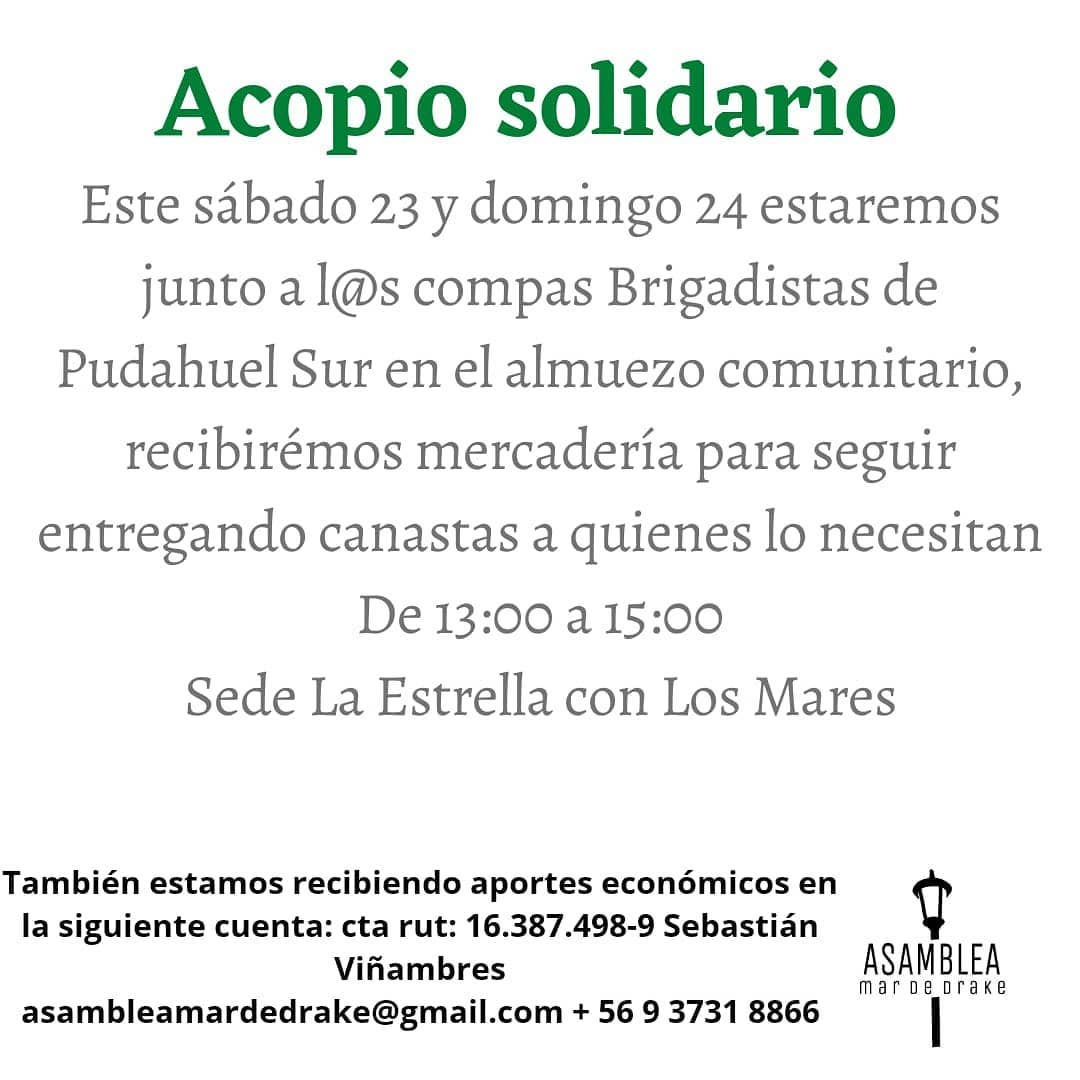 Acopio solidario
Este sábado 23 y domingo 24 estaremos
junto a l@s compas Brigadistas de
Pudahuel Sur en el almuezo comunitario,
recibirémos mercadería para seguir
entregando canastas a quienes lo necesitan
De 13:00 a 15:00
Sede La Estrella con Los Mares
También estamos recibiendo aportes económicos en
la siguiente cuenta: cta rut: 16.387.498-9 Sebastián
Viñambres
asambleamardedrake@gmail.com + 56 9 3731 8866
ASAMBLEA
mar de drake